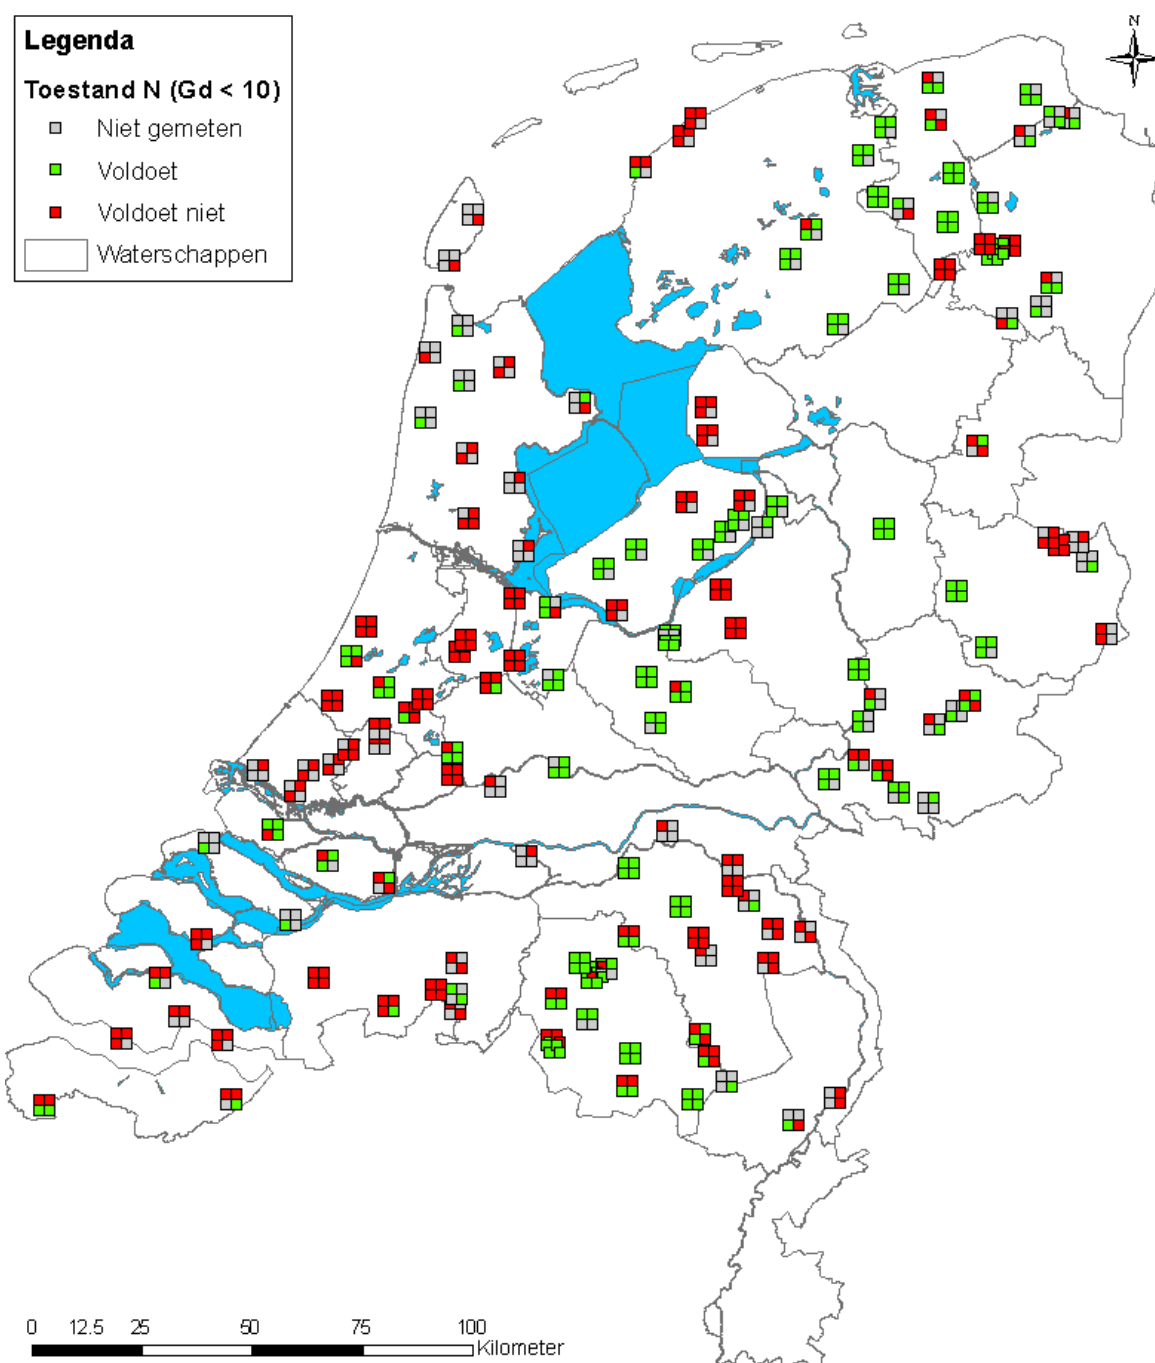 Legenda
Toestand N (Gd < 10)
Niet gemeten
Voldoet
Voldoet niet
Waterschappen
N
0 12.5 25 50 75 100
Kilometer